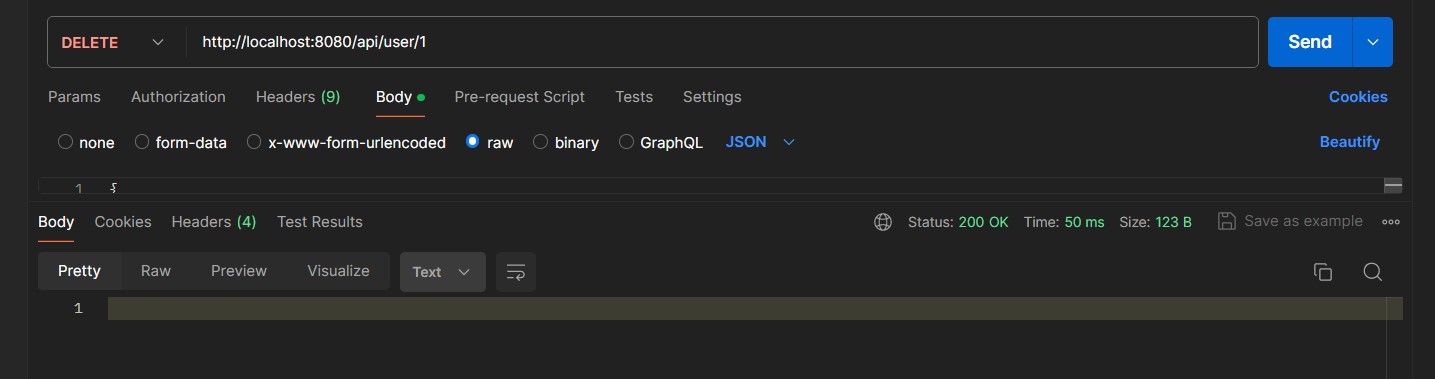 DELETE http://localhost:8080/api/user/1 Send
Params Authorization Headers (9) Body Pre-request Script Tests Settings Cookies
none form-data x-www-form-urlencoded raw binary GraphQL JSON Beautify
1 {
Body Cookies Headers (4) Test Results Status: 200 OK Time: 50 ms Size: 123 B Save as example
Pretty Raw Preview Visualize Text
1